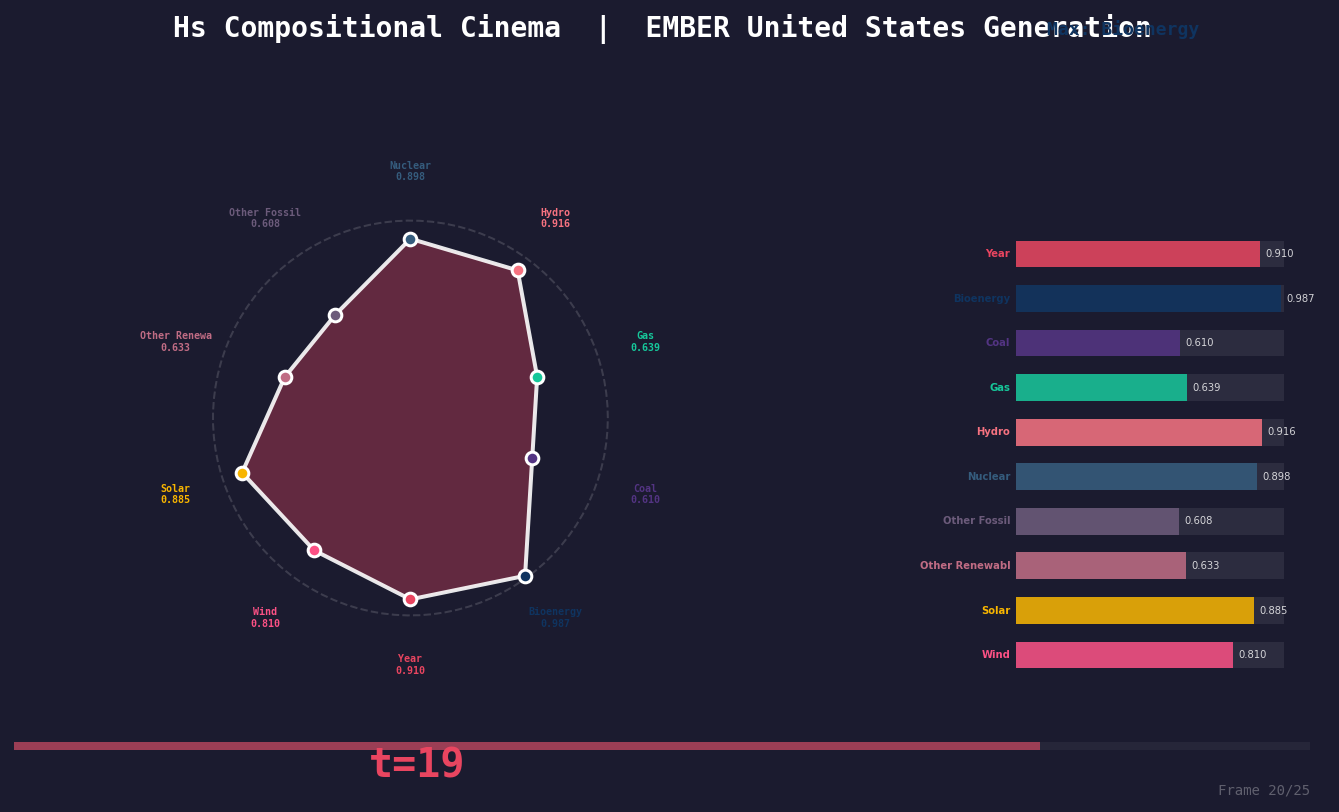 Hs Compositional Cinema | EMBER United States Generation
Nuclear
0.898
Other Fossil
0.608
Hydro
0.916
Other Renewa
0.633
Gas
0.639
Solar
0.885
Coal
0.610
Wind
0.810
Bioenergy
0.987
Year
0.910
Year 0.910
Bioenergy 0.987
Coal 0.610
Gas 0.639
Hydro 0.916
Nuclear 0.898
Other Fossil 0.608
Other Renewabl 0.633
Solar 0.885
Wind 0.810
t=19
Frame 20/25